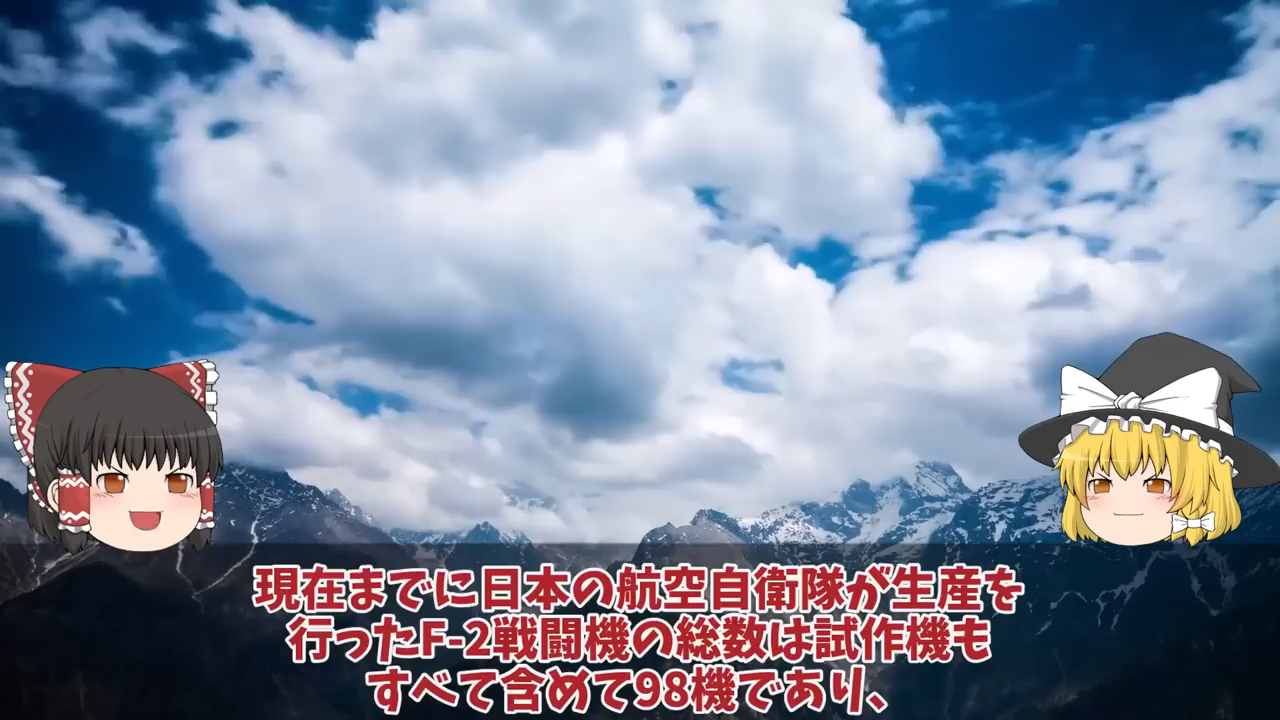 現在までに日本の航空自衛隊が生産を
行ったF-2戦闘機の総数は試作機も
すべて含めて98機であり、